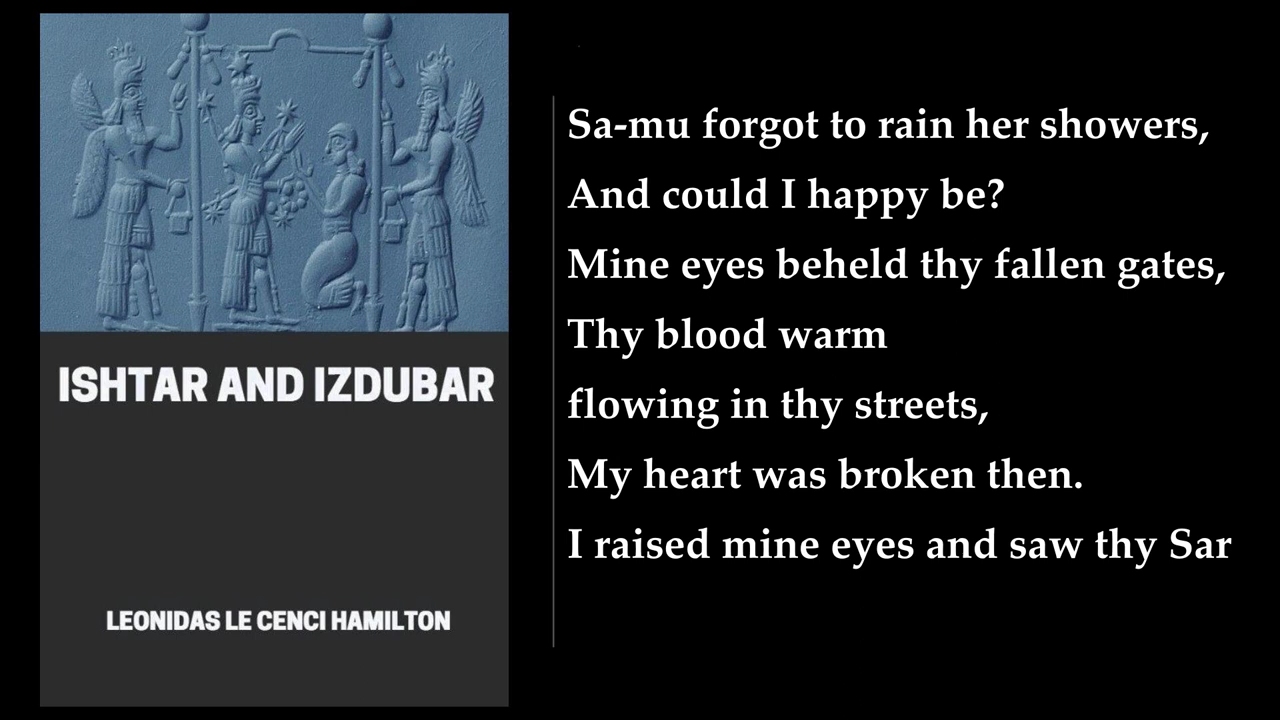 ISHTAR AND IZDUBAR
LEONIDAS LE CENCI HAMILTON
Sa-mu forgot to rain her showers,
And could I happy be?
Mine eyes beheld thy fallen gates,
Thy blood warm
flowing in thy streets,
My heart was broken then.
I raised mine eyes and saw thy Sar